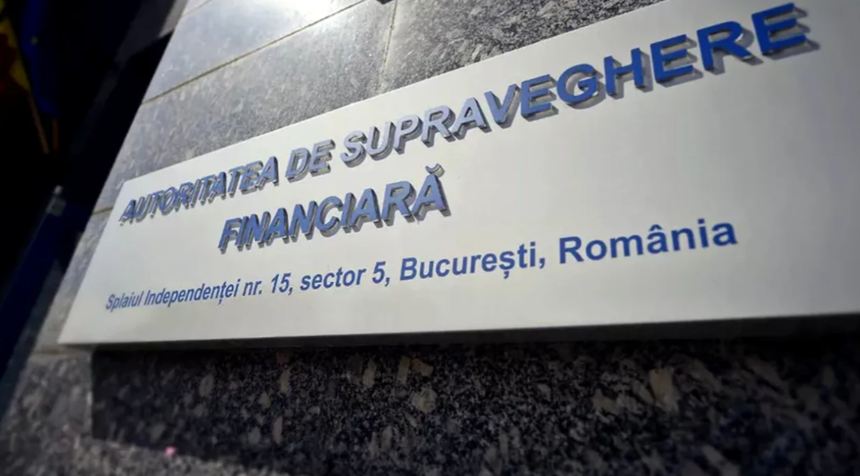 AUTORITATEA DE SUPRAVEGHERE
FINANCIARĂ
Splaiul Independenței nr. 15, sector 5, București, România